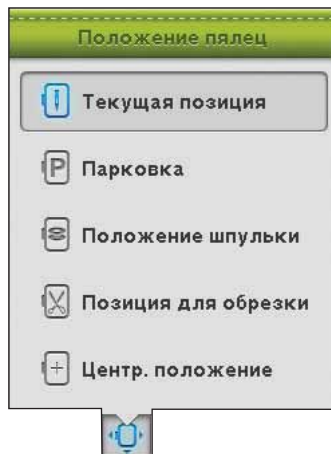 Положение пялец
Текущая позиция
P Парковка
Положение шпульки
Позиция для обрезки
Центр. положение